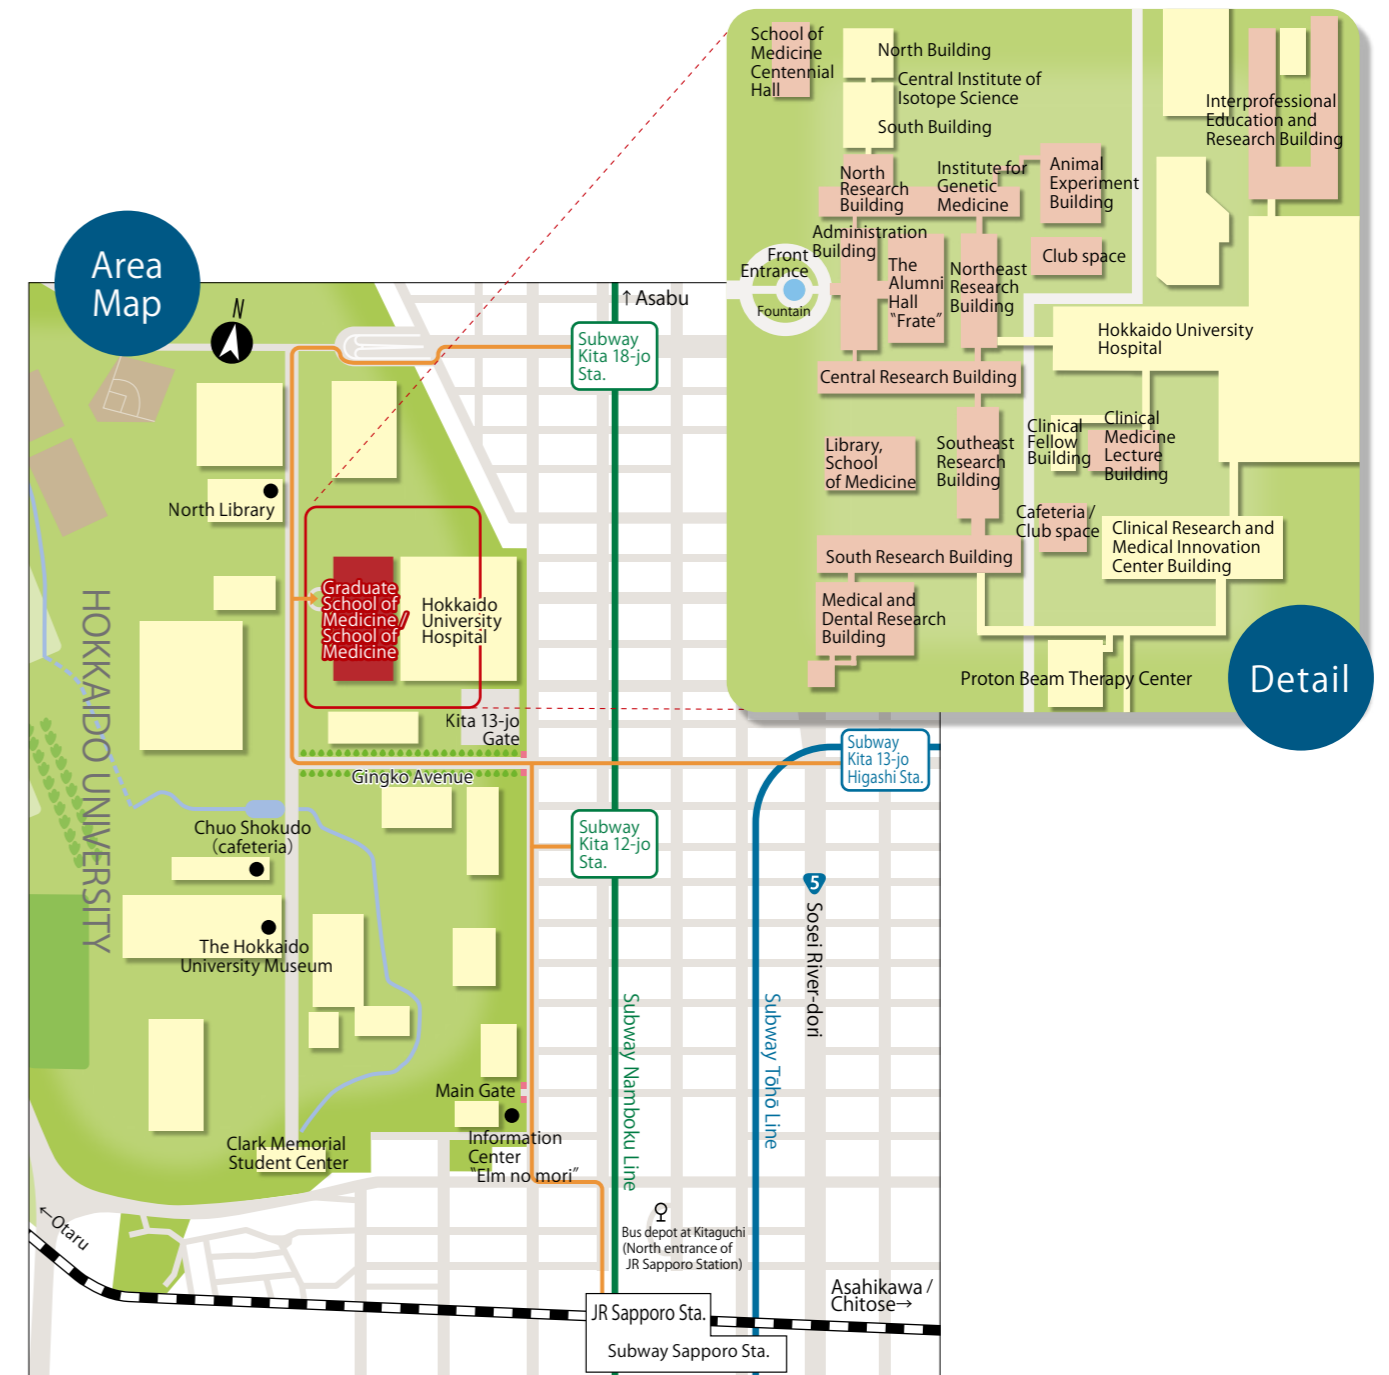 Area
Map
N
↑Asabu
Subway
Kita 18-jo
Sta.
North Library
Graduate
School of
Medicine/
School of
Medicine
Hokkaido
University
Hospital
HOKKAIDO UNIVERSITY
Kita 13-jo
Gate
Gingko Avenue
Subway
Kita 13-jo
Higashi Sta.
Chuo Shokudo
(cafeteria)
Subway
Kita 12-jo
Sta.
5
Sosei River-dori
The Hokkaido
University Museum
Subway Namboku Line
Subway Tōhō Line
Main Gate
Information
Center
"Elm no mori"
Clark Memorial
Student Center
←Otaru
Bus depot at Kitaguchi
(North entrance of
JR Sapporo Station)
Asahikawa /
Chitose→
JR Sapporo Sta.
Subway Sapporo Sta.
School of
Medicine
Centennial
Hall
North Building
Central Institute of
Isotope Science
South Building
Interprofessional
Education and
Research Building
North
Research
Building
Institute for
Genetic
Medicine
Animal
Experiment
Building
Administration
Building
Front
Entrance
Fountain
The
Alumni
Hall
"Frate"
Northeast
Research
Building
Club space
Hokkaido University
Hospital
Central Research Building
Library,
School
of Medicine
Southeast
Research
Building
Clinical
Fellow
Building
Clinical
Medicine
Lecture
Building
Cafeteria /
Club space
Clinical Research and
Medical Innovation
Center Building
South Research Building
Medical and
Dental Research
Building
Proton Beam Therapy Center
Detail